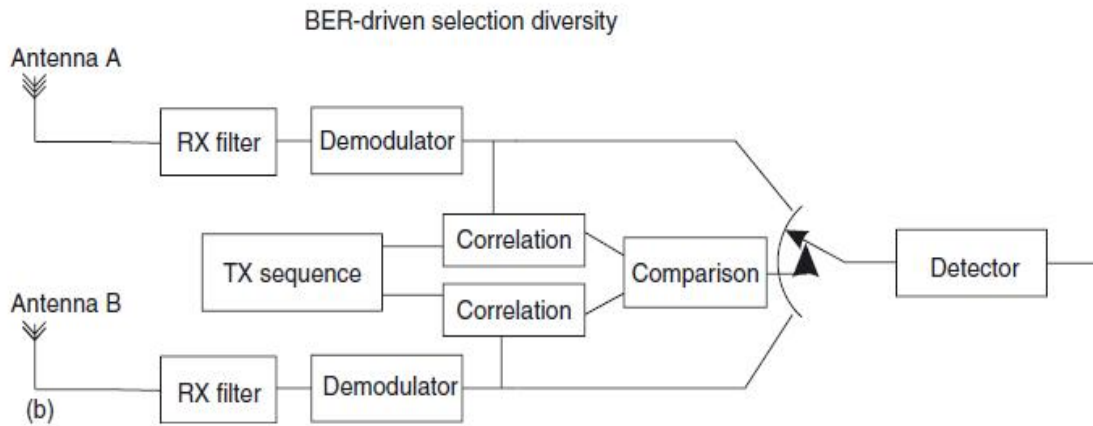 BER-driven selection diversity
Antenna A
RX filter
Demodulator
Correlation
TX sequence
Comparison
Detector
Correlation
Antenna B
RX filter
Demodulator
(b)